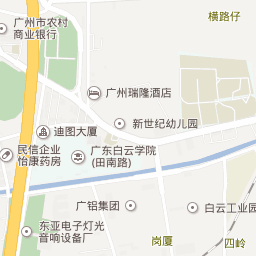 横路仔
广州市农村
商业银行
广州瑞隆酒店
新世纪幼儿园
迪图大厦
民信企业
怡康药房
广东白云学院
(田南路)
广铝集团
白云工业园
东亚电子灯光
音响设备厂
岗厦
四岭